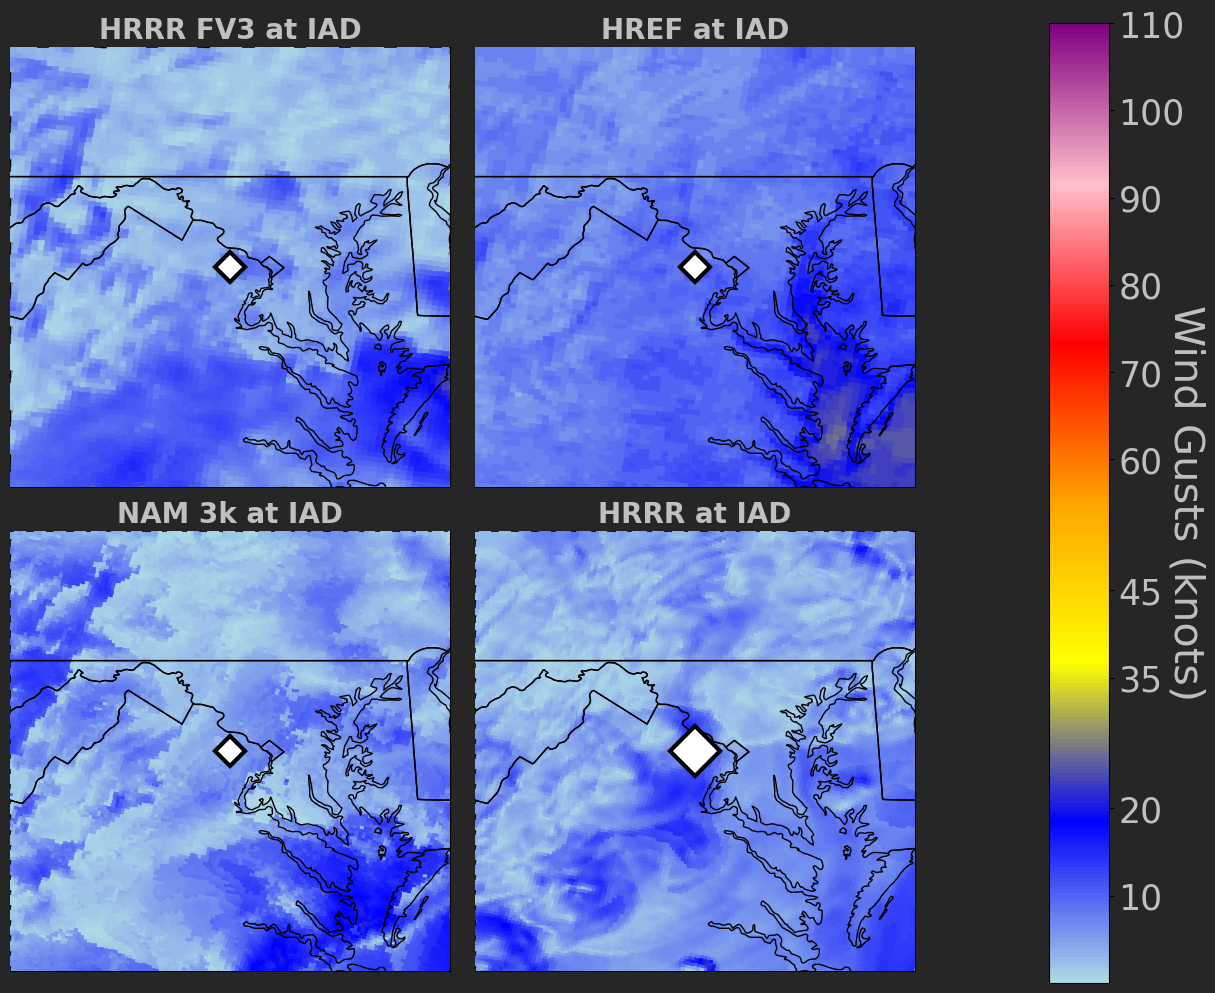 HRRR FV3 at IAD
HREF at IAD
NAM 3k at IAD
HRRR at IAD
110
100
90
80
70
60
45
35
20
10
Wind Gusts (knots)